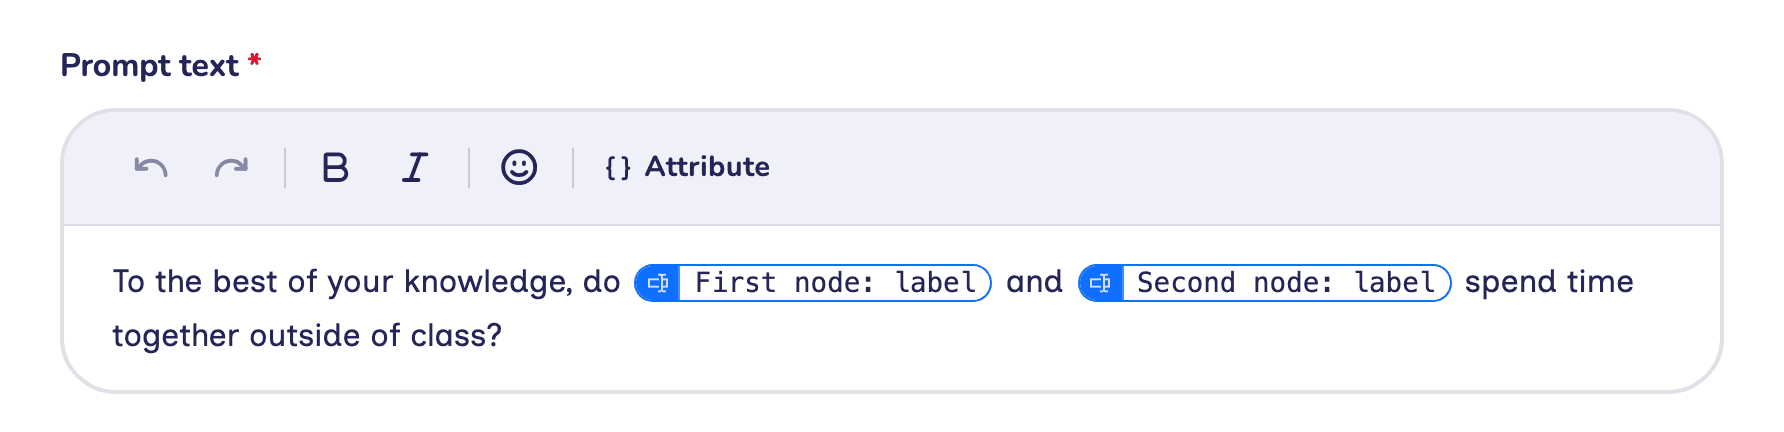 Prompt text *
B I {} Attribute
To the best of your knowledge, do First node: label and Second node: label spend time
together outside of class?